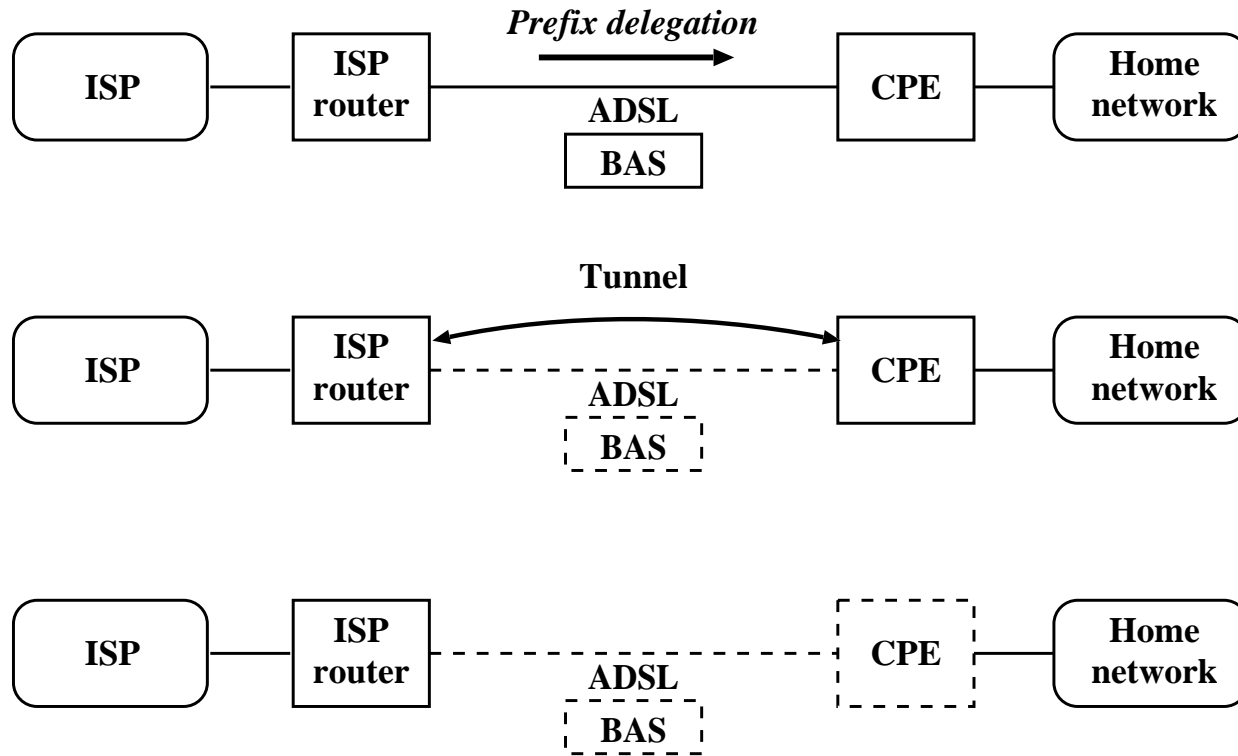 Prefix delegation
ISP
ISP
router
ADSL
BAS
CPE
Home
network
Tunnel
ISP
ISP
router
ADSL
BAS
CPE
Home
network
ISP
ISP
router
ADSL
BAS
CPE
Home
network